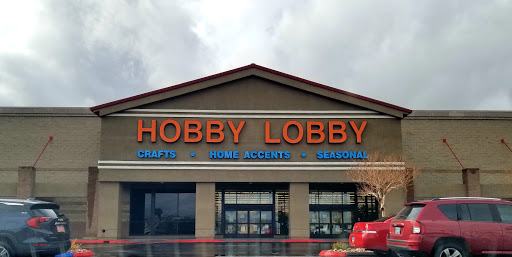 HOBBY LOBBY
CRAFTS • HOME ACCENTS • SEASONAL